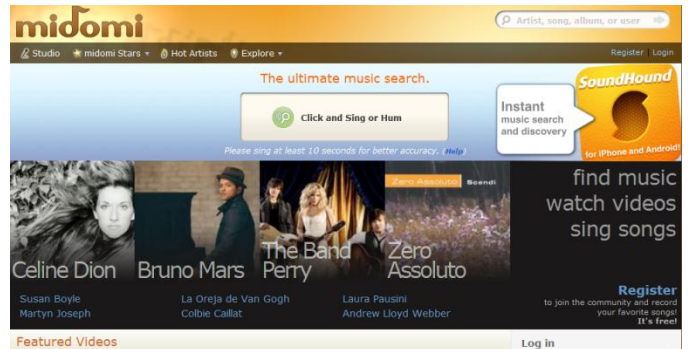 midomi
Artist, song, album, or user
Studio midomi Stars Hot Artists Explore
Register Login
The ultimate music search.
Click and Sing or Hum
Please sing at least 10 seconds for better accuracy. (Help)
Instant
music search
and discovery
SoundHound
for iPhone and Android!
Celine Dion
Bruno Mars
The Band
Perry
Zero Assoluto Scendi
Zero
Assoluto
find music
watch videos
sing songs
Susan Boyle
La Oreja de Van Gogh
Laura Pausini
Martyn Joseph
Colbie Caillat
Andrew Lloyd Webber
Register
to join the community and record
your favorite songs!
It's free!
Featured Videos
Log in